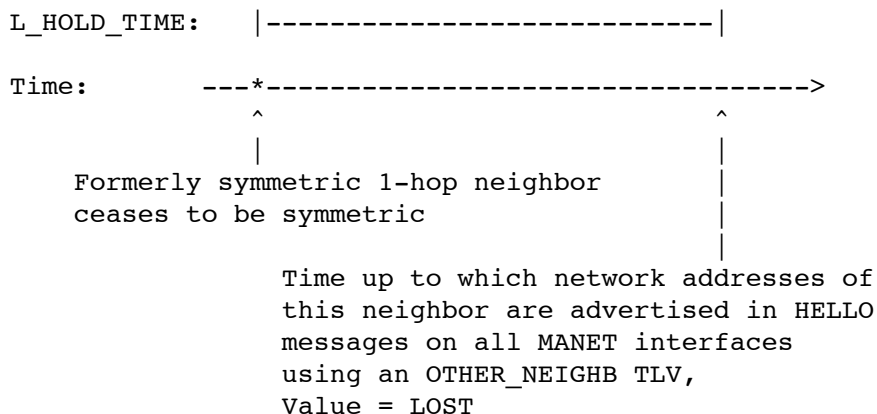 L_HOLD_TIME:   |----------------------------|
Time:       ---*----------------------------------->
               ^                            ^
               |                            |
    Formerly symmetric 1-hop neighbor       |
    ceases to be symmetric                  |
                                            |
                 Time up to which network addresses of
                 this neighbor are advertised in HELLO
                 messages on all MANET interfaces
                 using an OTHER_NEIGHB TLV,
                 Value = LOST